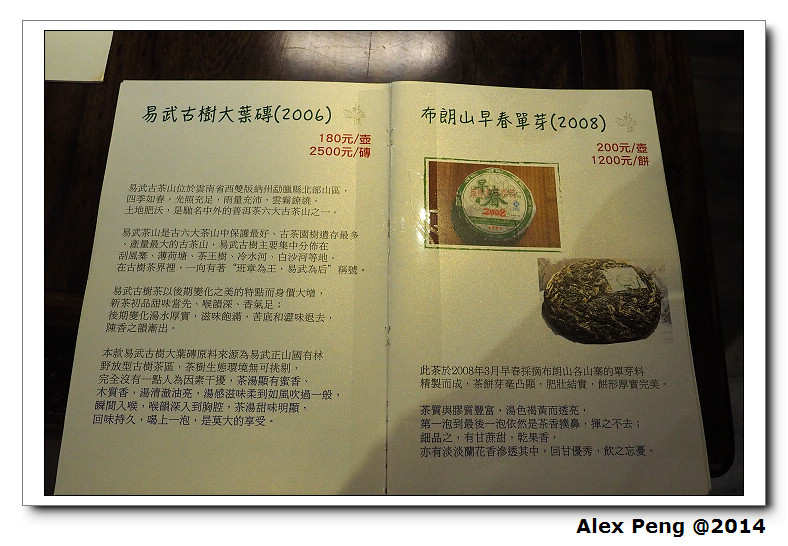 易武古樹大葉磚(2006)
180元/壺
2500元/磚
易武古茶山位於雲南省西雙版納州勐臘縣北部山區，
四季如春，光照充足，雨量充沛，雲霧繚繞，
土地肥沃，是馳名中外的普洱茶六大古茶山之一。
易武茶山是古六大茶山中保護最好、古茶園樹遺存最多
、產量最大的古茶山，易武古樹主要集中分佈在
刮風寨、薄荷塘、茶王樹、冷水河、白沙河等地，
在古樹茶界裡，一向有著"班章為王，易武為后"稱號。
易武古樹茶以後期變化之美的特點而身價大增，
新茶初品甜味當先、喉韻深、香氣足；
後期變化湯水厚實，滋味飽滿，苦底和澀味退去，
陳香之韻漸出。
本款易武古樹大葉磚原料來源為易武正山國有林
野放型古樹茶區，茶樹生態環境無可挑剔，
完全沒有一點人為因素干擾，茶湯顯有蜜香、
木質香，湯清澈油亮，湯感滋味柔到如風吹過一般，
瞬間入喉，喉韻深入到胸腔，茶湯甜味明顯，
回味持久，喝上一泡，是莫大的享受。
布朗山早春單芽(2008)
200元/壺
1200元/餅
早春
2008
此茶於2008年3月早春採摘布朗山各山寨的單芽料
精製而成，茶餅芽毫凸顯，肥壯結實，餅形厚實完美。
茶質與膠質豐富，湯色褐黃而透亮，
第一泡到最後一泡依然是茶香撲鼻，揮之不去；
細品之，有甘蔗甜，乾果香，
亦有淡淡蘭花香滲透其中，回甘優秀，飲之忘憂。
Alex Peng @2014